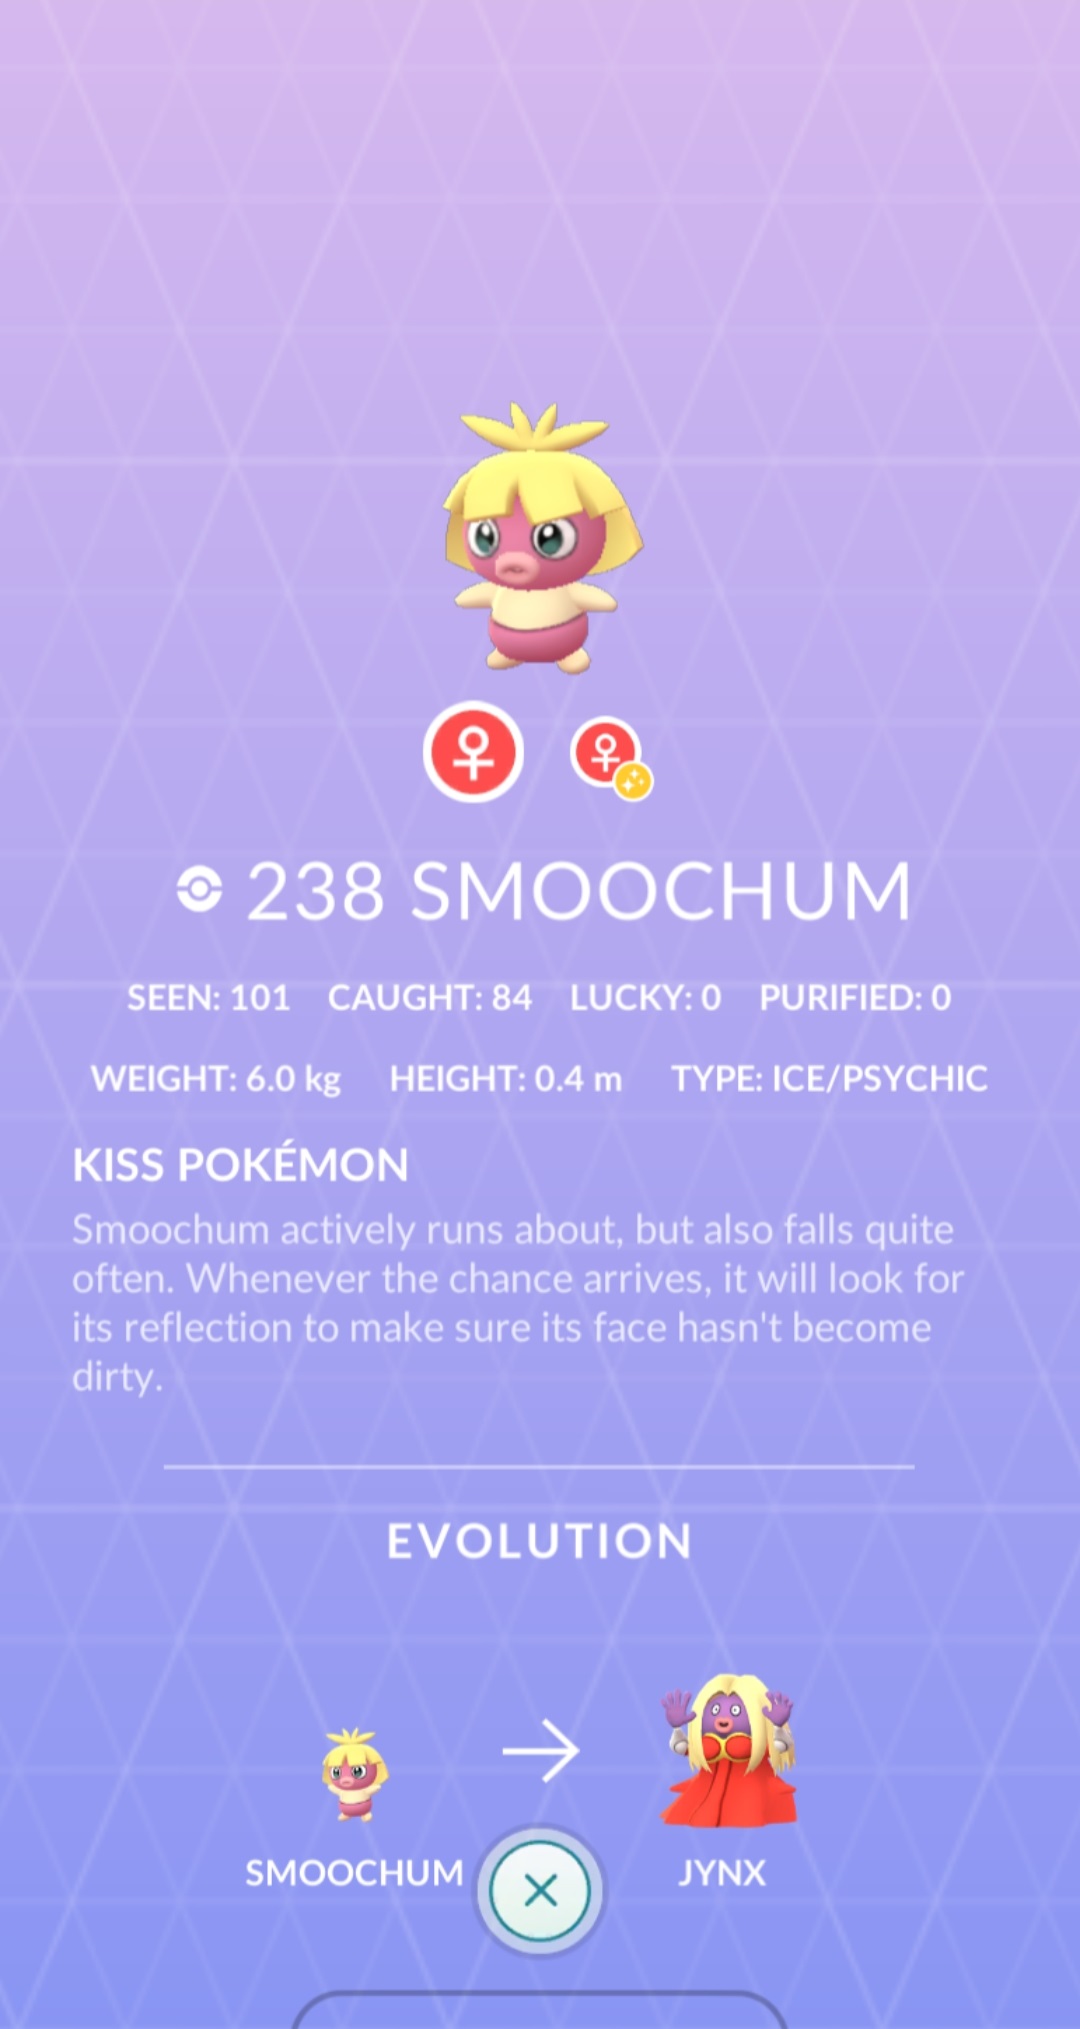 238 SMOOCHUM
SEEN: 101 CAUGHT: 84 LUCKY: 0 PURIFIED: 0
WEIGHT: 6.0 kg HEIGHT: 0.4 m TYPE: ICE/PSYCHIC
KISS POKÉMON
Smoochum actively runs about, but also falls quite
often. Whenever the chance arrives, it will look for
its reflection to make sure its face hasn't become
dirty.
EVOLUTION
SMOOCHUM JYNX